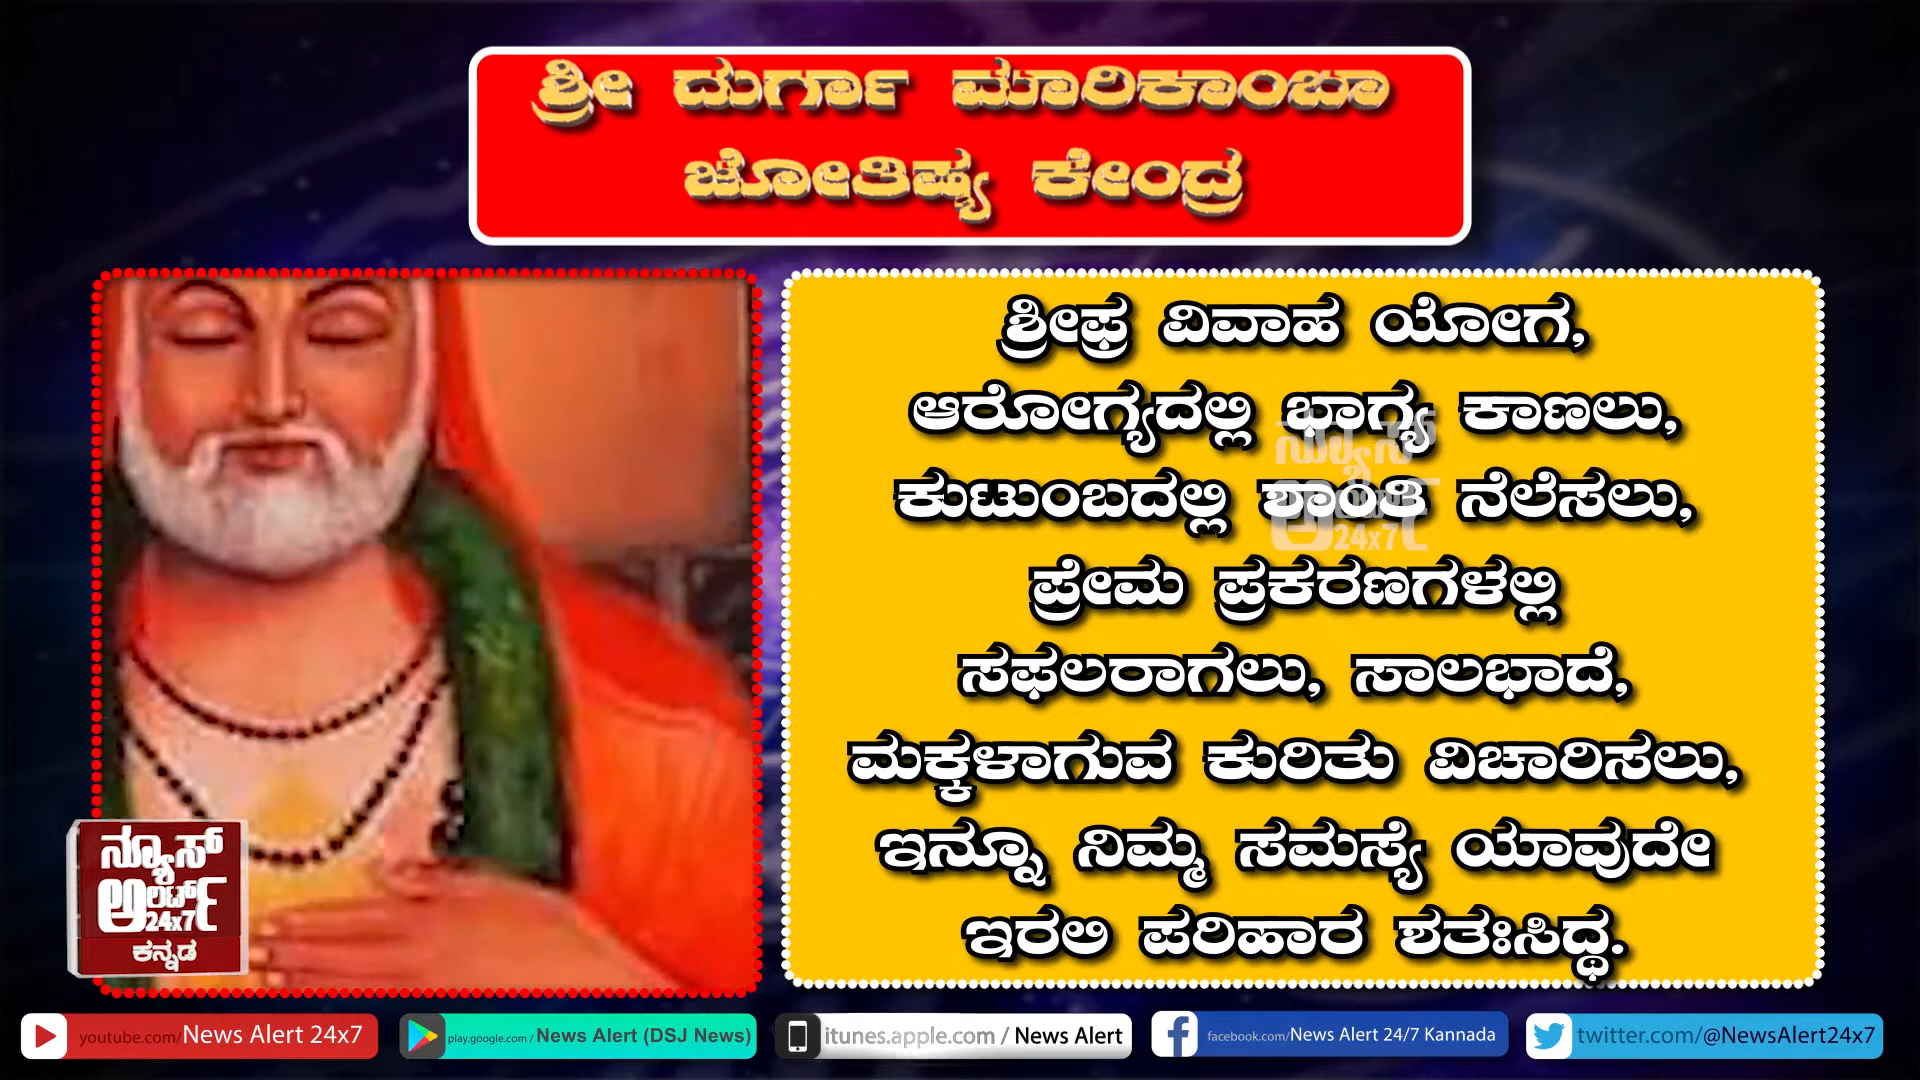 ಶ್ರೀ ದುರ್ಗಾ ಮಾರಿಕಾಂಬಾ
ಜ್ಯೋತಿಷ್ಯ ಕೇಂದ್ರ
ಶ್ರೀಘ್ರ ವಿವಾಹ ಯೋಗ,
ಆರೋಗ್ಯದಲ್ಲಿ ಭಾಗ್ಯ ಕಾಣಲು,
ಕುಟುಂಬದಲ್ಲಿ ಶಾಂತಿ ನೆಲೆಸಲು,
ಪ್ರೇಮ ಪ್ರಕರಣಗಳಲ್ಲಿ
ಸಫಲರಾಗಲು, ಸಾಲಭಾದೆ,
ಮಕ್ಕಳಾಗುವ ಕುರಿತು ವಿಚಾರಿಸಲು,
ಇನ್ನೂ ನಿಮ್ಮ ಸಮಸ್ಯೆ ಯಾವುದೇ
ಇರಲಿ ಪರಿಹಾರ ಶತಃಸಿದ್ಧ.
ನ್ಯೂಸ್
ಅಲರ್ಟ್
24x7
ನ್ಯೂಸ್
ಅಲರ್ಟ್
24x7
ಕನ್ನಡ
youtube.com/News Alert 24x7
play.google.com / News Alert (DSJ News)
itunes.apple.com / News Alert
facebook.com/News Alert 24/7 Kannada
twitter.com/@NewsAlert24x7